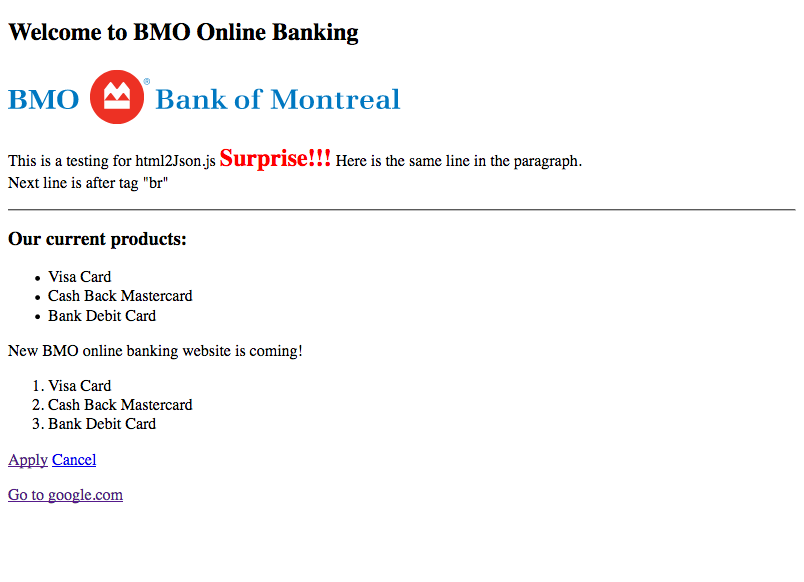 Welcome to BMO Online Banking
BMO ® Bank of Montreal
This is a testing for html2Json.js Surprise!!! Here is the same line in the paragraph.
Next line is after tag "br"
Our current products:
• Visa Card
• Cash Back Mastercard
• Bank Debit Card
New BMO online banking website is coming!
1. Visa Card
2. Cash Back Mastercard
3. Bank Debit Card
Apply Cancel
Go to google.com